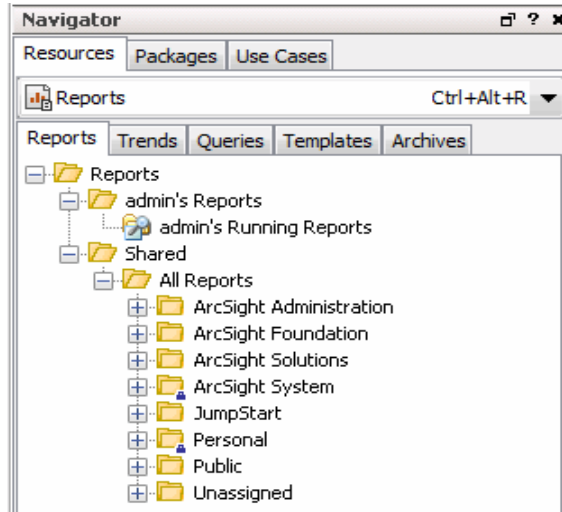 Navigator ?
Resources Packages Use Cases
Reports Ctrl+Alt+R
Reports Trends Queries Templates Archives
Reports
admin's Reports
admin's Running Reports
Shared
All Reports
ArcSight Administration
ArcSight Foundation
ArcSight Solutions
ArcSight System
JumpStart
Personal
Public
Unassigned